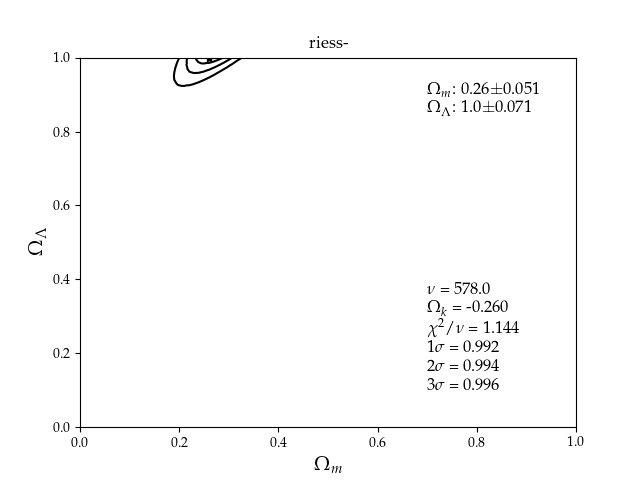 riess-
1.0
Ωₘ: 0.26±0.051
Ω_Λ: 1.0±0.071
0.8
0.6
Ω_Λ
0.4
ν = 578.0
Ωₖ = -0.260
χ²/ν = 1.144
1σ = 0.992
0.2
2σ = 0.994
3σ = 0.996
0.0
0.0 0.2 0.4 0.6 0.8 1.0
Ωₘ